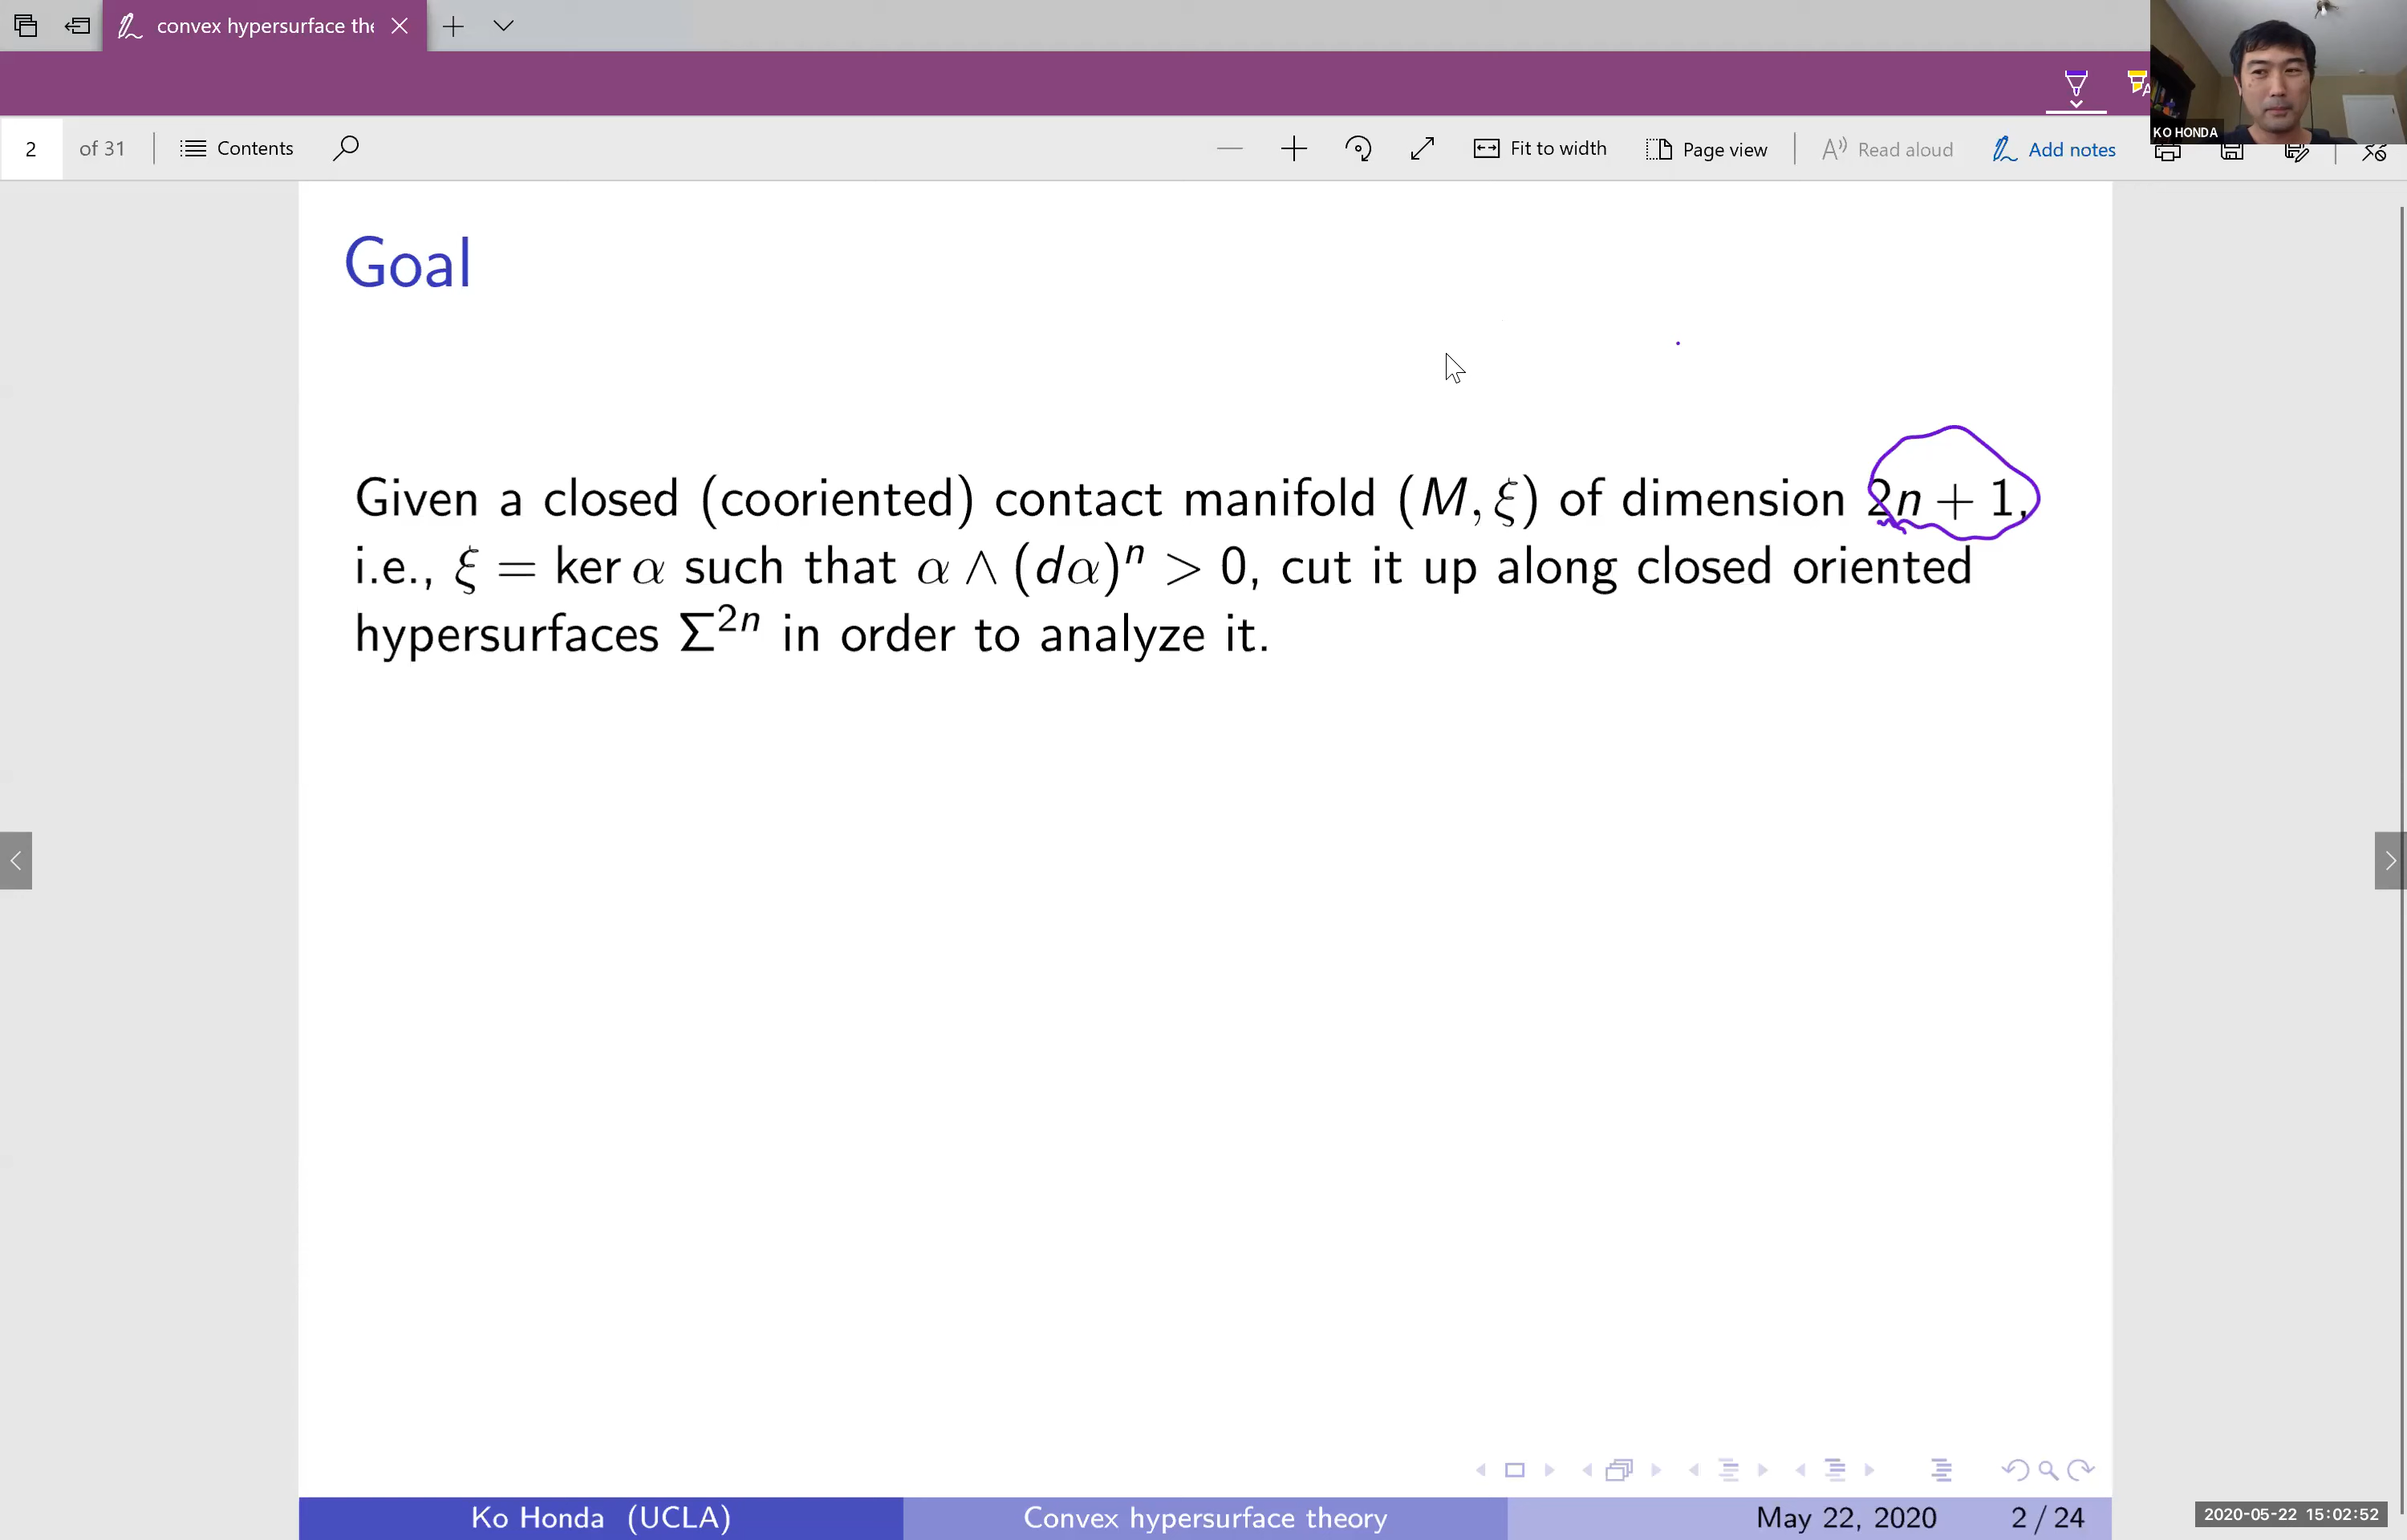 convex hypersurface the
KO HONDA
2 of 31 Contents Fit to width Page view Read aloud Add notes
Goal
Given a closed (cooriented) contact manifold (M, ξ) of dimension 2n + 1,
i.e., ξ = ker α such that α ∧ (dα)ⁿ > 0, cut it up along closed oriented
hypersurfaces Σ²ⁿ in order to analyze it.
Ko Honda (UCLA) Convex hypersurface theory May 22, 2020 2 / 24
2020-05-22 15:02:52